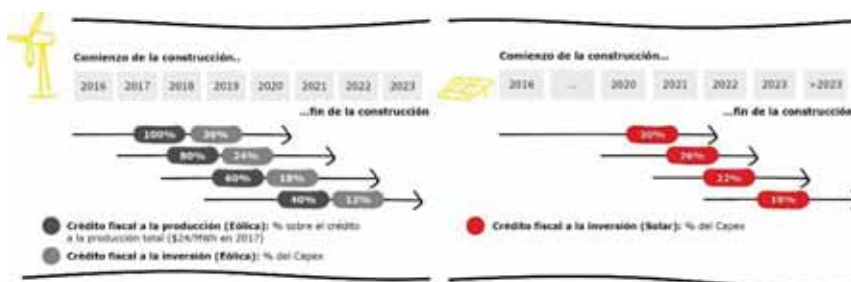 Comienzo de la construcción..
2016 2017 2018 2019 2020 2021 2022 2023
...fin de la construcción
100% 30%
80% 24%
60% 18%
40% 12%
Crédito fiscal a la producción (Eólica): % sobre el crédito
a la producción total ($24/MWh en 2017)
Crédito fiscal a la inversión (Eólica): % del Capex
Comienzo de la construcción...
2016 ... 2020 2021 2022 2023 >2023
...fin de la construcción
30%
26%
22%
10%
Crédito fiscal a la inversión (Solar): % del Capex